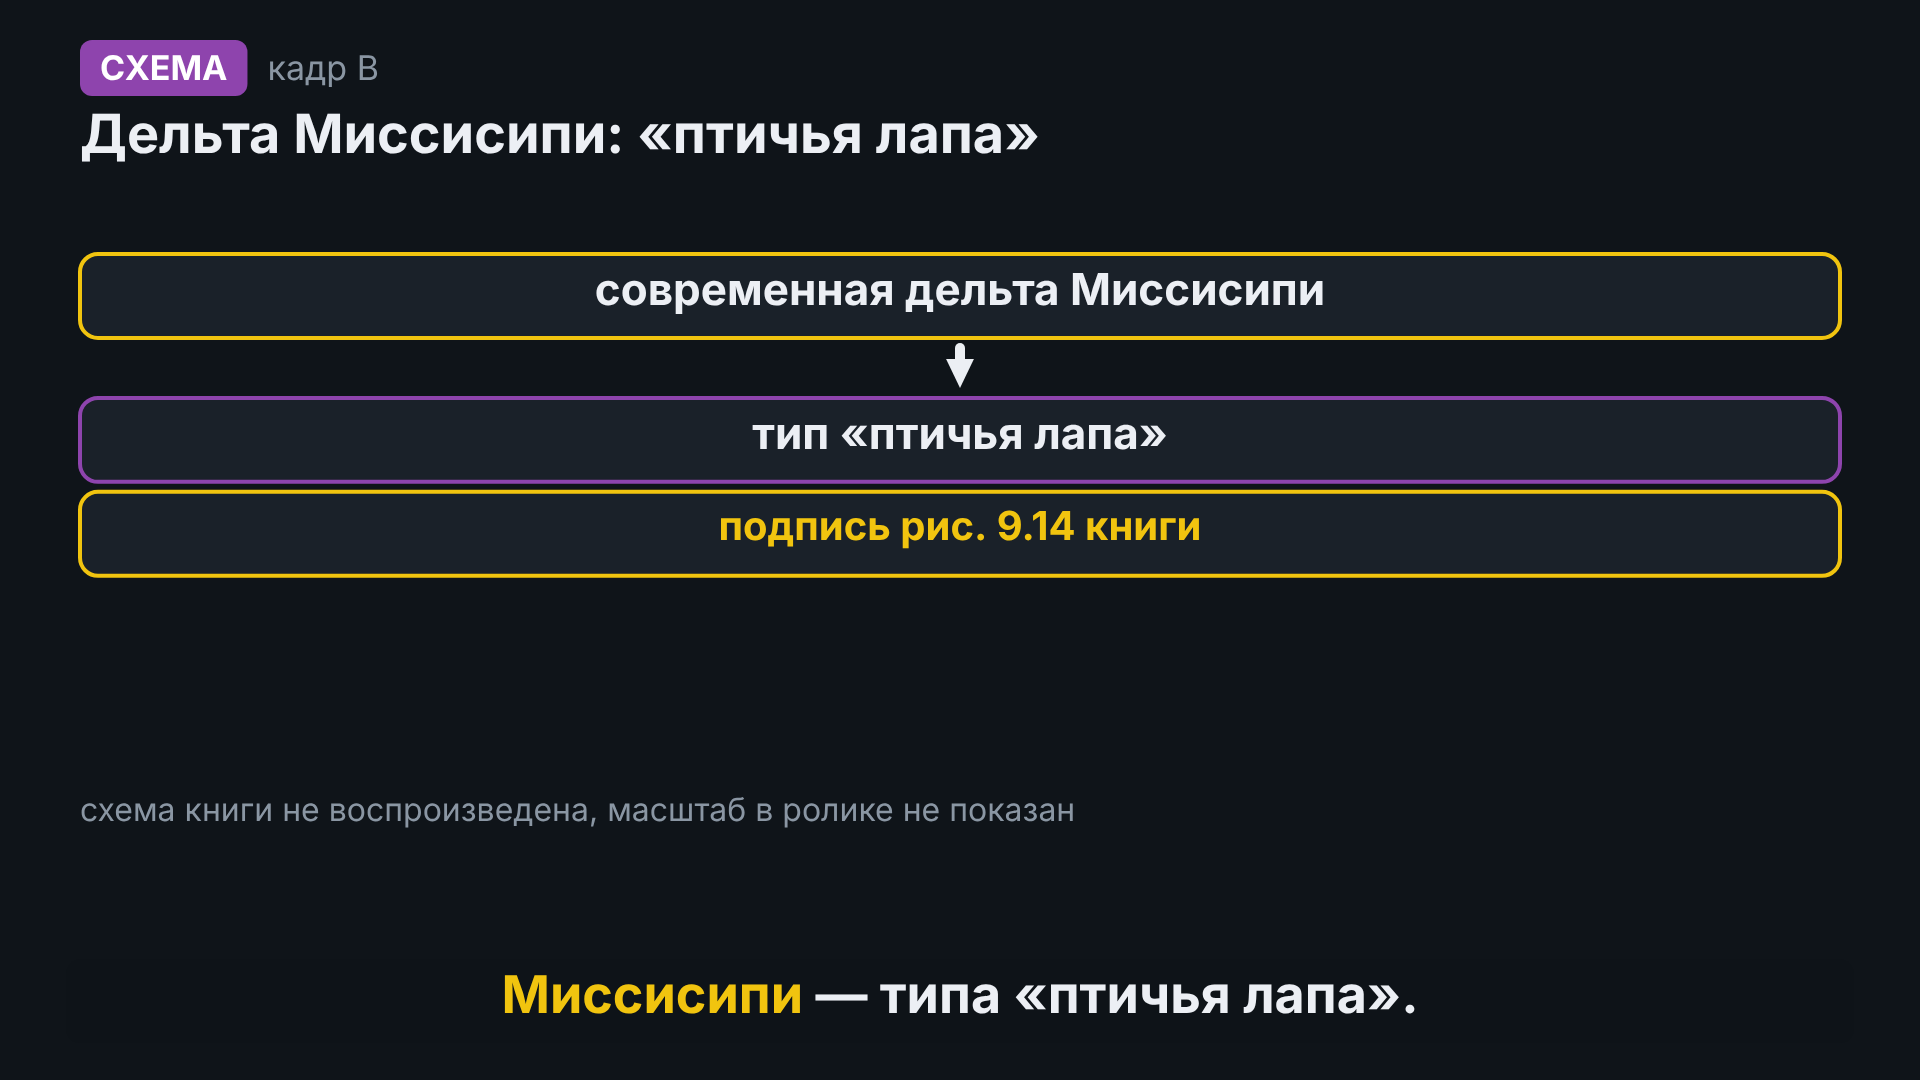 СХЕМА кадр В
Дельта Миссисипи: «птичья лапа»
современная дельта Миссисипи
тип «птичья лапа»
подпись рис. 9.14 книги
схема книги не воспроизведена, масштаб в ролике не показан
Миссисипи — типа «птичья лапа».